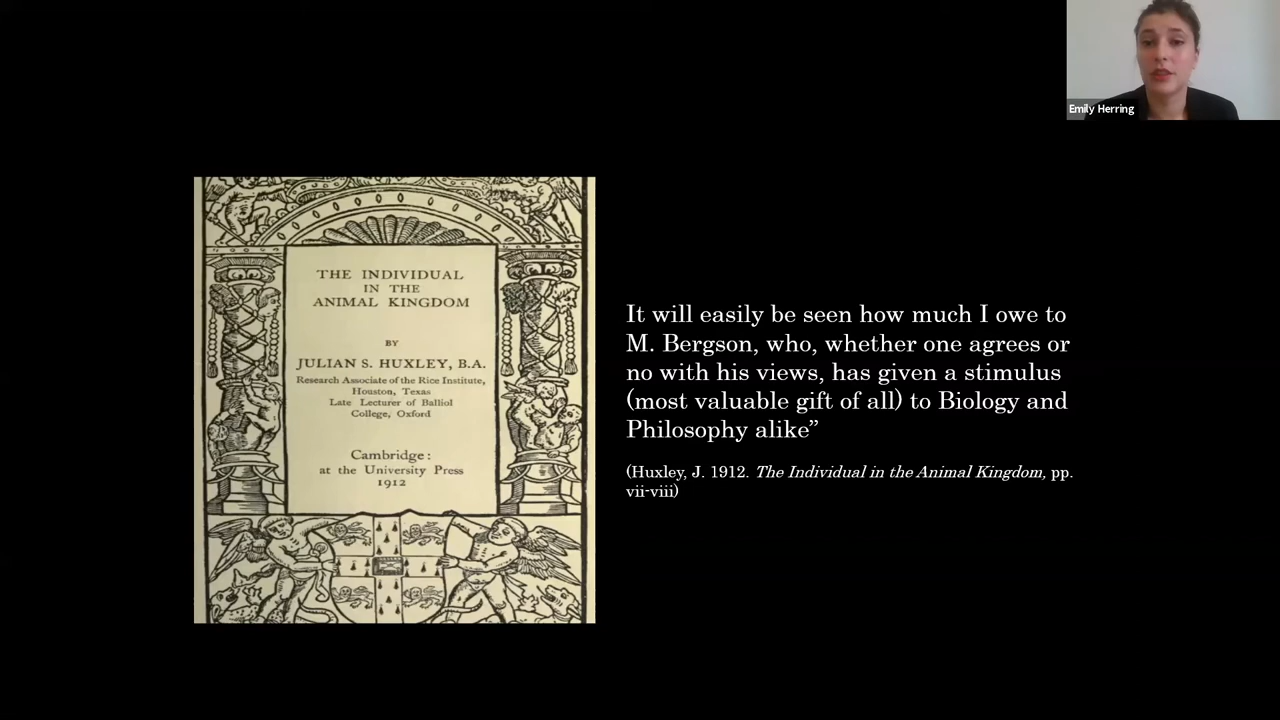 Emily Herring
THE INDIVIDUAL
IN THE
ANIMAL KINGDOM
BY
JULIAN S. HUXLEY, B.A.
Research Associate of the Rice Institute,
Houston, Texas
Late Lecturer of Balliol
College, Oxford
Cambridge:
at the University Press
1912
It will easily be seen how much I owe to
M. Bergson, who, whether one agrees or
no with his views, has given a stimulus
(most valuable gift of all) to Biology and
Philosophy alike”
(Huxley, J. 1912. The Individual in the Animal Kingdom, pp.
vii-viii)